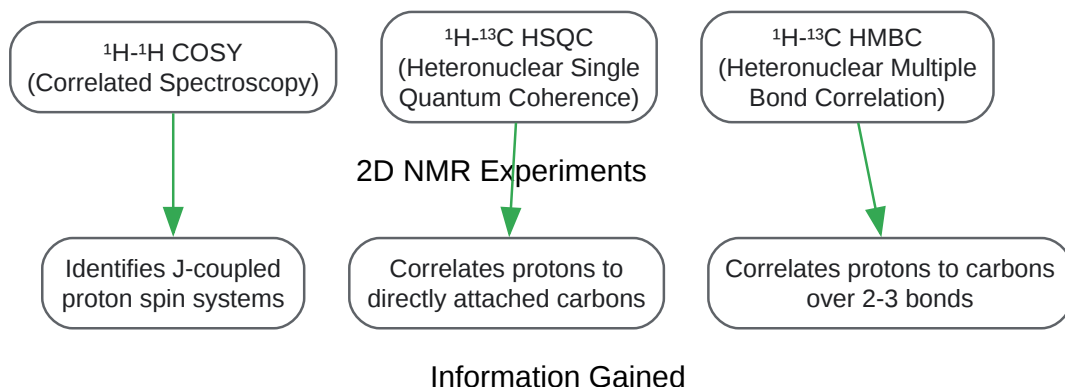 ¹H-¹H COSY
(Correlated Spectroscopy)
¹H-¹³C HSQC
(Heteronuclear Single
Quantum Coherence)
¹H-¹³C HMBC
(Heteronuclear Multiple
Bond Correlation)
2D NMR Experiments
Identifies J-coupled
proton spin systems
Correlates protons to
directly attached carbons
Correlates protons to carbons
over 2-3 bonds
Information Gained